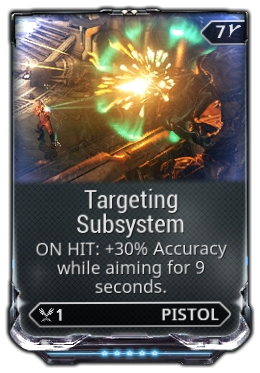 7
Targeting
Subsystem
ON HIT: +30% Accuracy
while aiming for 9
seconds.
1 PISTOL